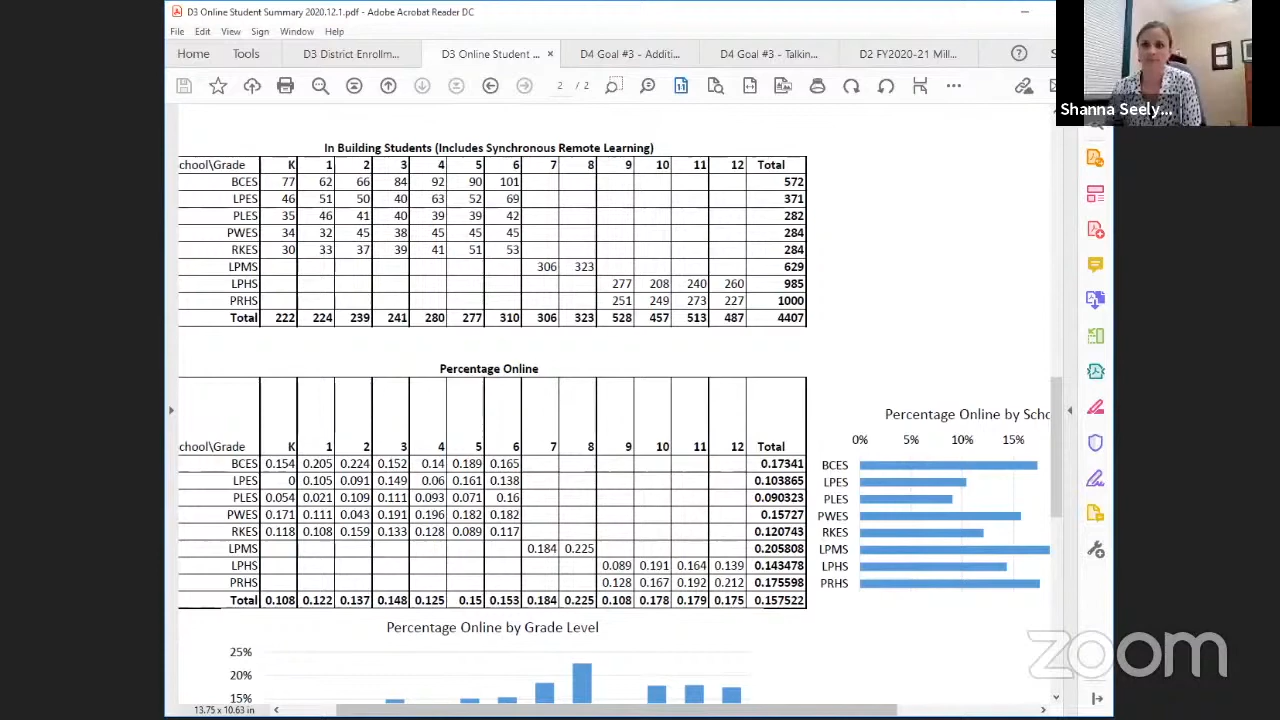 D3 Online Student Summary 2020.12.1.pdf - Adobe Acrobat Reader DC
File Edit View Sign Window Help
Home Tools D3 District Enrollm... D3 Online Student ... × D4 Goal #3 - Additi... D4 Goal #3 - Talkin... D2 FY2020-21 Mill...
2 / 2
Shanna Seely...
In Building Students (Includes Synchronous Remote Learning)
chool\Grade K 1 2 3 4 5 6 7 8 9 10 11 12 Total
BCES 77 62 66 84 92 90 101 572
LPES 46 51 50 40 63 52 69 371
PLES 35 46 41 40 39 39 42 282
PWES 34 32 45 38 45 45 45 284
RKES 30 33 37 39 41 51 53 284
LPMS 306 323 629
LPHS 277 208 240 260 985
PRHS 251 249 273 227 1000
Total 222 224 239 241 280 277 310 306 323 528 457 513 487 4407
Percentage Online
chool\Grade K 1 2 3 4 5 6 7 8 9 10 11 12 Total
BCES 0.154 0.205 0.224 0.152 0.14 0.189 0.165 0.17341
LPES 0 0.105 0.091 0.149 0.06 0.161 0.138 0.103865
PLES 0.054 0.021 0.109 0.111 0.093 0.071 0.16 0.090323
PWES 0.171 0.111 0.043 0.191 0.196 0.182 0.182 0.15727
RKES 0.118 0.108 0.159 0.133 0.128 0.089 0.117 0.120743
LPMS 0.184 0.225 0.205808
LPHS 0.089 0.191 0.164 0.139 0.143478
PRHS 0.128 0.167 0.192 0.212 0.175598
Total 0.108 0.122 0.137 0.148 0.125 0.15 0.153 0.184 0.225 0.108 0.178 0.179 0.175 0.157522
Percentage Online by Scho
0% 5% 10% 15%
BCES
LPES
PLES
PWES
RKES
LPMS
LPHS
PRHS
Percentage Online by Grade Level
25%
20%
15%
13.75 x 10.63 in
zoom